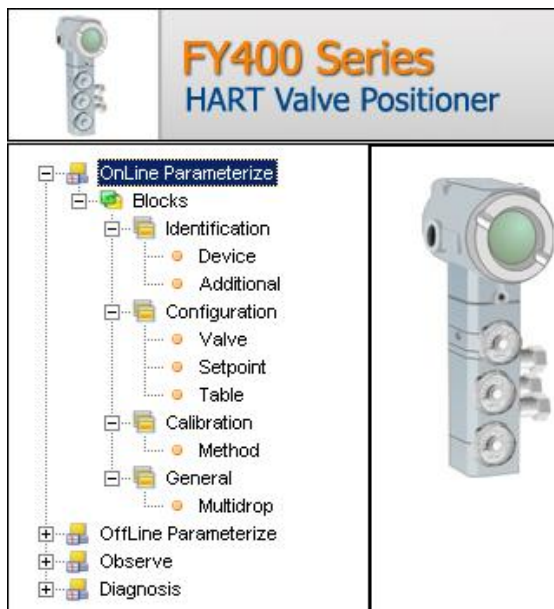 FY400 Series
HART Valve Positioner
OnLine Parameterize
Blocks
Identification
Device
Additional
Configuration
Valve
Setpoint
Table
Calibration
Method
General
Multidrop
OffLine Parameterize
Observe
Diagnosis